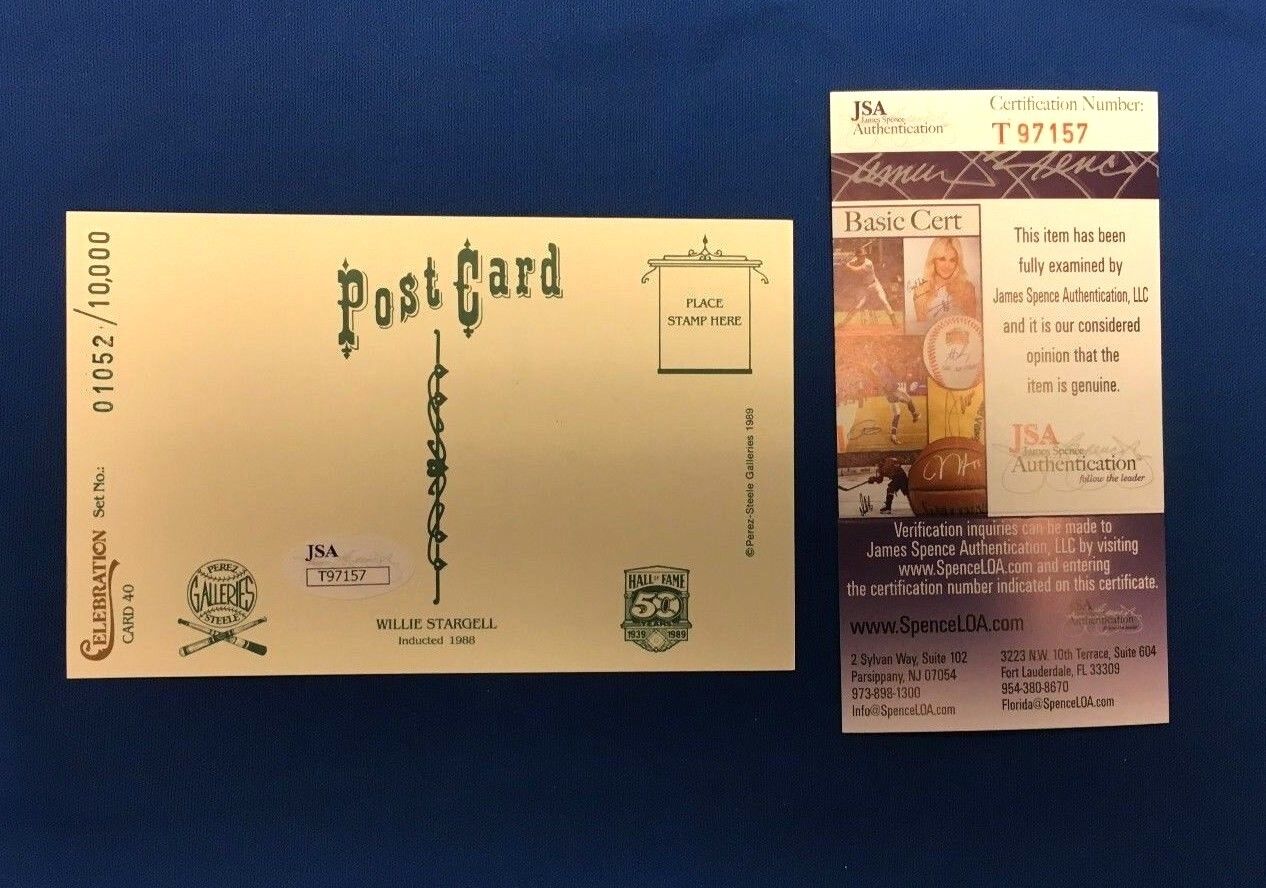 Post Card
PLACE
STAMP HERE
01052 /10,000
Set No.:
CELEBRATION
CARD 40
©Perez-Steele Galleries 1989
PEREZ
GALLERIES
STEELE
JSA
T97157
WILLIE STARGELL
Inducted 1988
HALL OF FAME
50
YEARS
1939 1989
JSA
James Spence
Authentication
Certification Number:
T 97157
James Spence
Basic Cert
This item has been
fully examined by
James Spence Authentication, LLC
and it is our considered
opinion that the
item is genuine.
JSA
James Spence
Authentication
follow the leader
Verification inquiries can be made to
James Spence Authentication, LLC by visiting
www.SpenceLOA.com and entering
the certification number indicated on this certificate.
www.SpenceLOA.com
Authentication
2 Sylvan Way, Suite 102
Parsippany, NJ 07054
973-898-1300
Info@SpenceLOA.com
3223 N.W. 10th Terrace, Suite 604
Fort Lauderdale, FL 33309
954-380-8670
Florida@SpenceLOA.com